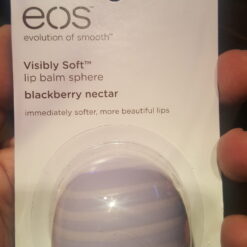 eos
evolution of smooth™
Visibly Soft™
lip balm sphere
blackberry nectar
immediately softer, more beautiful lips